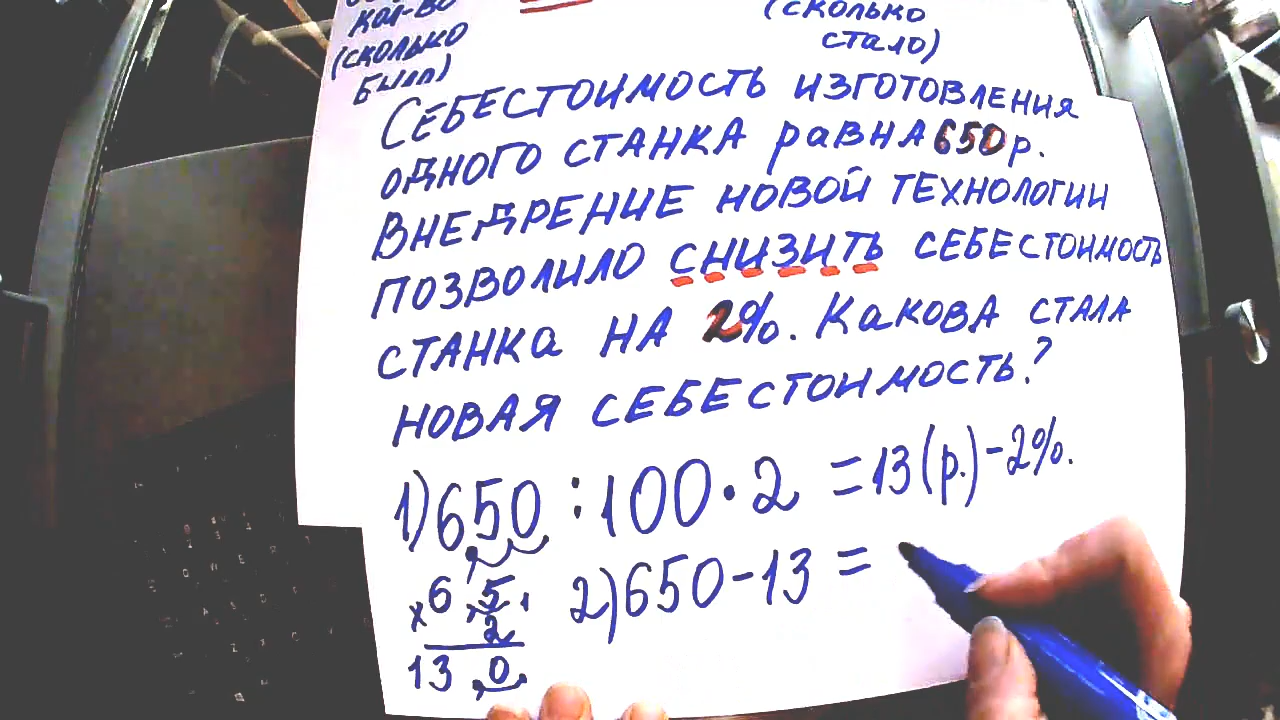 кол-во
(сколько
(сколько
стало)
было)
Себестоимость изготовления
одного станка равна 650 р.
Внедрение новой технологии
позволило снизить себестоимость
станка на 2%. Какова стала
новая себестоимость?
1) 650 : 100 · 2 = 13 (р.) - 2%.
2) 650 - 13 =
× 6,5
2
13,0